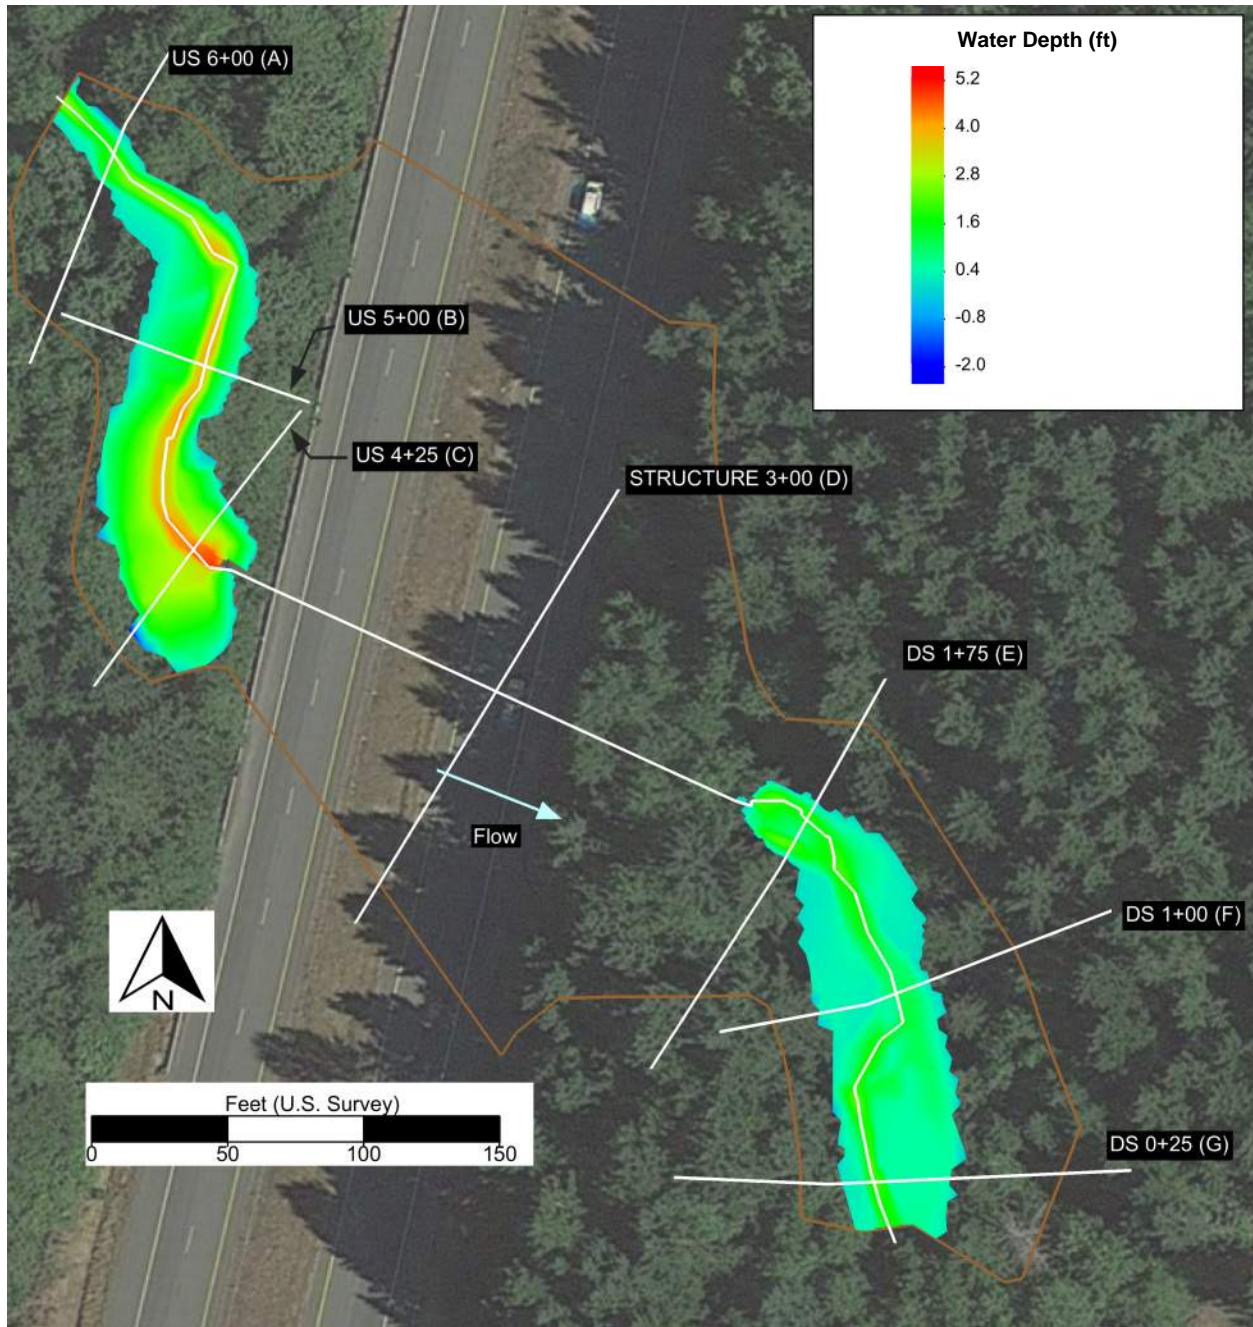 US 6+00 (A)
Water Depth (ft)
5.2
4.0
2.8
1.6
0.4
-0.8
-2.0
US 5+00 (B)
US 4+25 (C)
STRUCTURE 3+00 (D)
DS 1+75 (E)
Flow
DS 1+00 (F)
N
Feet (U.S. Survey)
0 50 100 150
DS 0+25 (G)